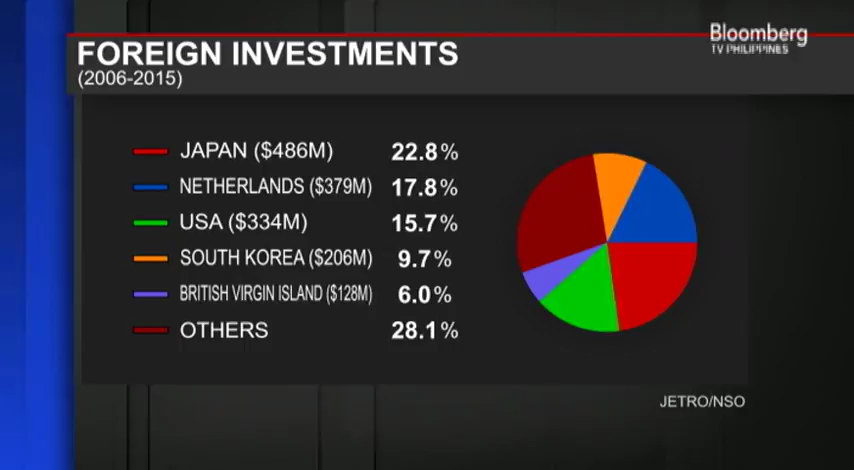 Bloomberg
TV PHILIPPINES
FOREIGN INVESTMENTS
(2006-2015)
JAPAN ($486M) 22.8%
NETHERLANDS ($379M) 17.8%
USA ($334M) 15.7%
SOUTH KOREA ($206M) 9.7%
BRITISH VIRGIN ISLAND ($128M) 6.0%
OTHERS 28.1%
JETRO/NSO